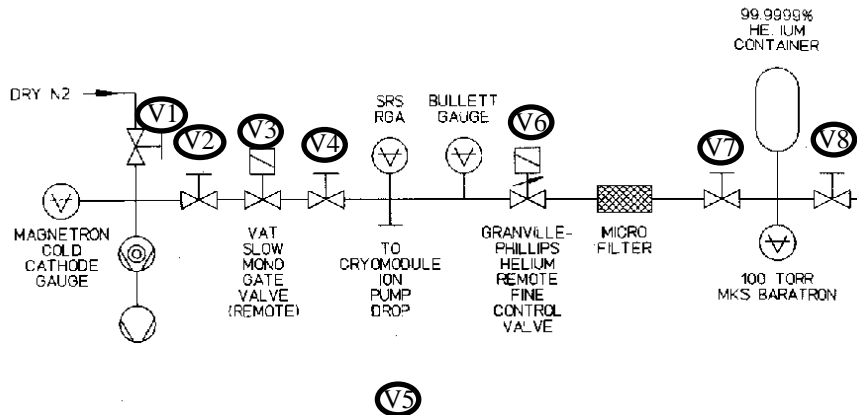 99.9999%
HELIUM
CONTAINER
DRY N2
V1
V2
V3
V4
SRS
RGA
BULLETT
GAUGE
V6
V7
V8
MAGNETRON
COLD
CATHODE
GAUGE
VAT
SLOW
MONO
GATE
VALVE
(REMOTE)
TO
CRYOMODULE
ION
PUMP
DROP
GRANVILLE-
PHILLIPS
HELIUM
REMOTE
FINE
CONTROL
VALVE
MICRO
FILTER
100 TORR
MKS BARATRON
V5